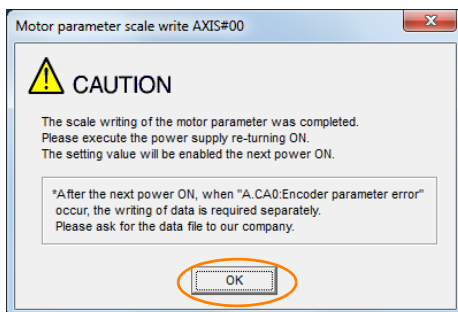 Motor parameter scale write AXIS#00
CAUTION
The scale writing of the motor parameter was completed.
Please execute the power supply re-turning ON.
The setting value will be enabled the next power ON.
*After the next power ON, when "A.CA0:Encoder parameter error"
occur, the writing of data is required separately.
Please ask for the data file to our company.
OK